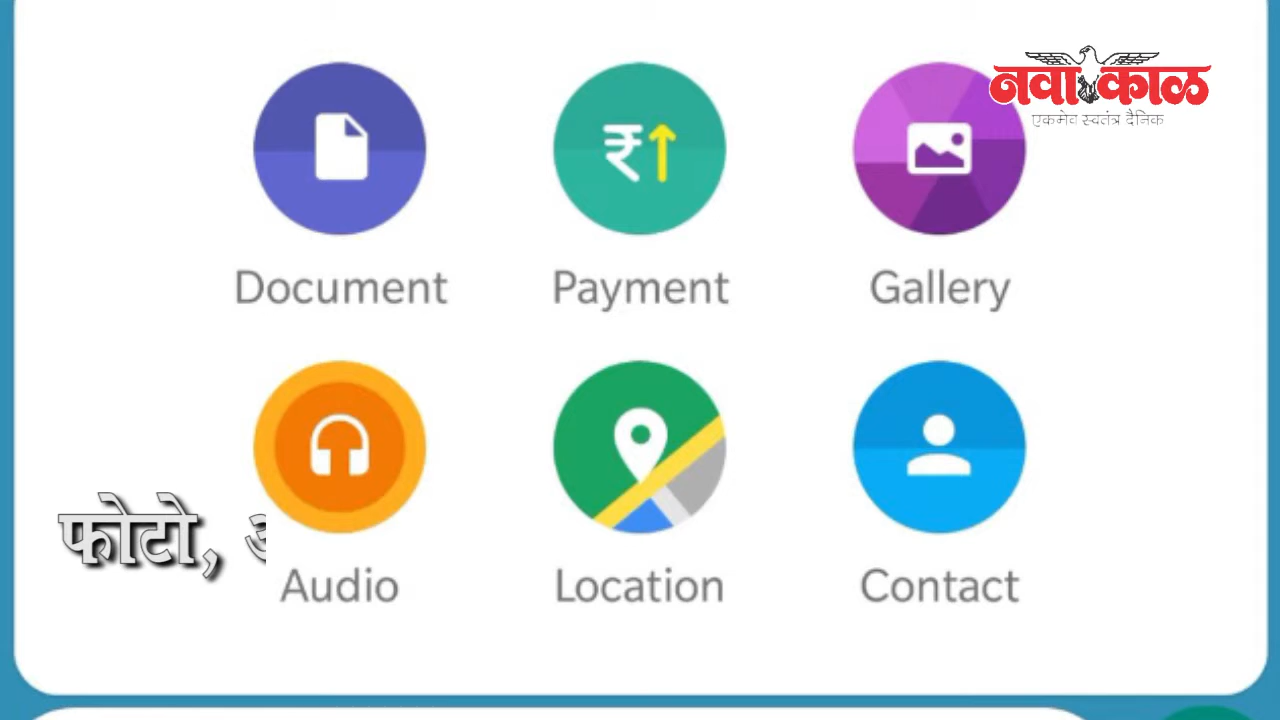 नवाकाळ
एकमेव स्वतंत्र दैनिक
Document Payment Gallery
फोटो,
Audio Location Contact